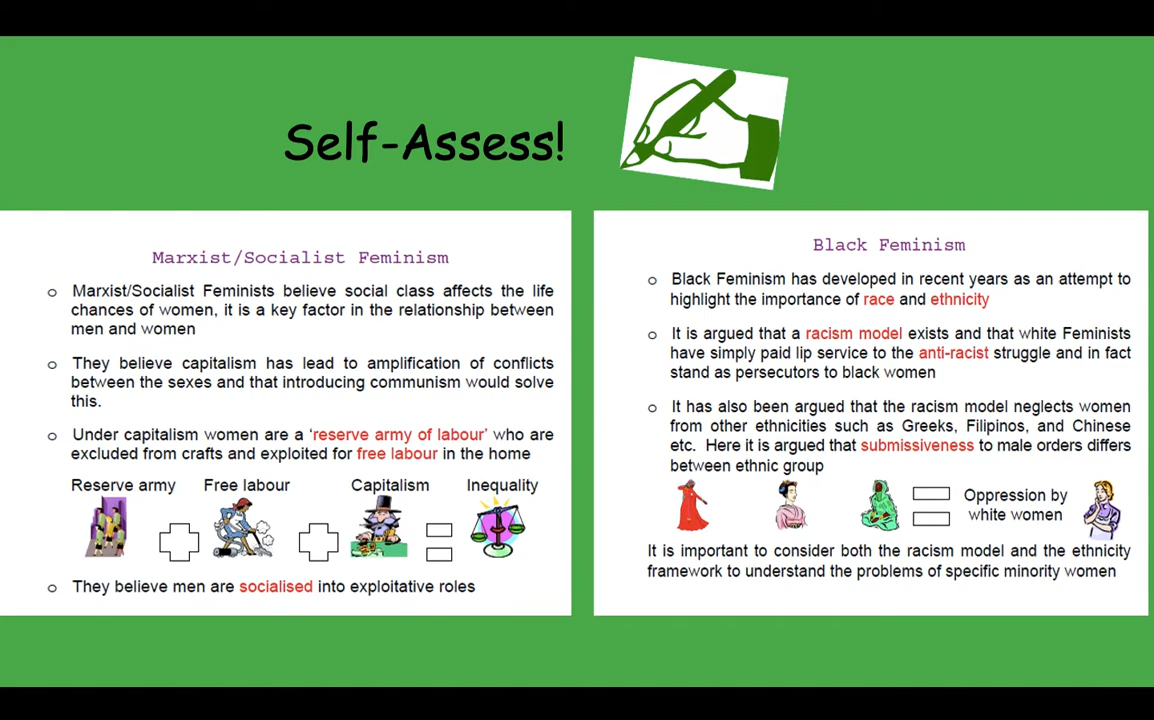 Self-Assess!
Marxist/Socialist Feminism
o Marxist/Socialist Feminists believe social class affects the life
chances of women, it is a key factor in the relationship between
men and women
o They believe capitalism has lead to amplification of conflicts
between the sexes and that introducing communism would solve
this.
o Under capitalism women are a ‘reserve army of labour’ who are
excluded from crafts and exploited for free labour in the home
Reserve army Free labour Capitalism Inequality
o They believe men are socialised into exploitative roles
Black Feminism
o Black Feminism has developed in recent years as an attempt to
highlight the importance of race and ethnicity
o It is argued that a racism model exists and that white Feminists
have simply paid lip service to the anti-racist struggle and in fact
stand as persecutors to black women
o It has also been argued that the racism model neglects women
from other ethnicities such as Greeks, Filipinos, and Chinese
etc. Here it is argued that submissiveness to male orders differs
between ethnic group
Oppression by
white women
It is important to consider both the racism model and the ethnicity
framework to understand the problems of specific minority women